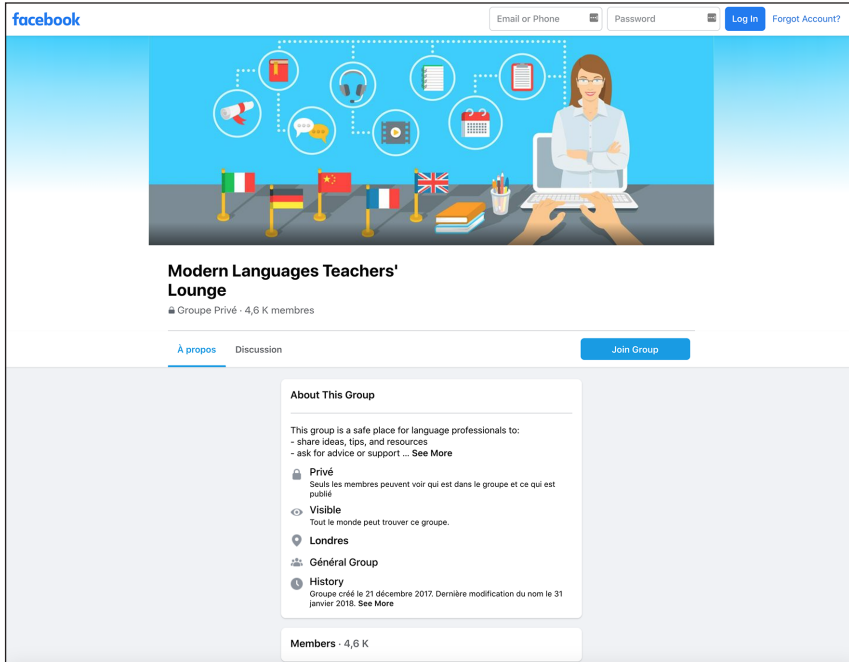 facebook
Email or Phone
Password
Log In
Forgot Account?
Modern Languages Teachers'
Lounge
Groupe Privé · 4,6 K membres
À propos
Discussion
Join Group
About This Group
This group is a safe place for language professionals to:
- share ideas, tips, and resources
- ask for advice or support ... See More
Privé
Seuls les membres peuvent voir qui est dans le groupe et ce qui est
publié
Visible
Tout le monde peut trouver ce groupe.
Londres
Général Group
History
Groupe créé le 21 décembre 2017. Dernière modification du nom le 31
janvier 2018. See More
Members · 4,6 K